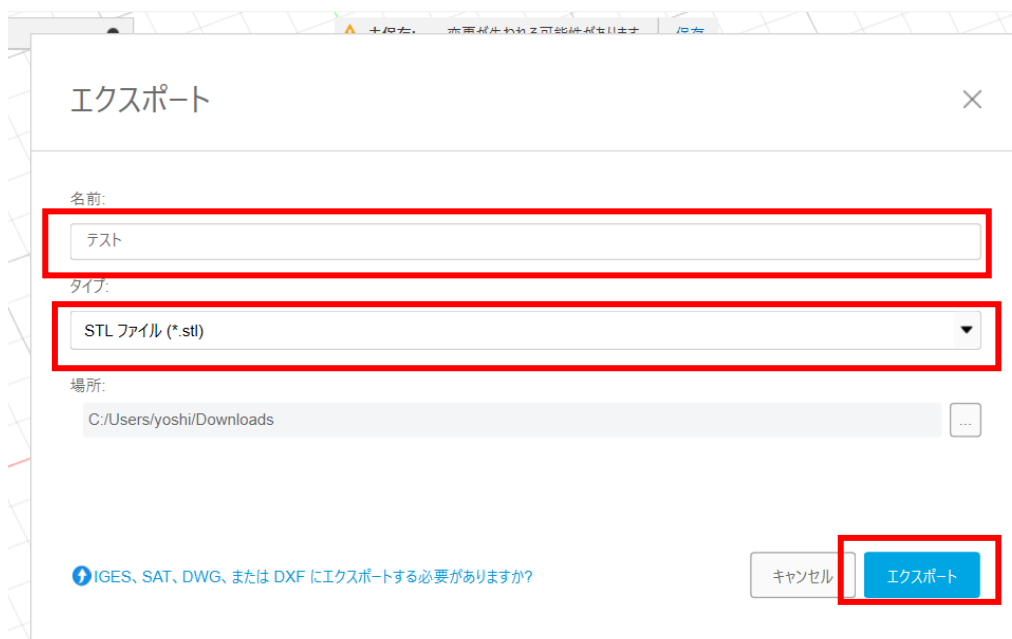 エクスポート
名前:
テスト
タイプ:
STL ファイル (*.stl)
場所:
C:/Users/yoshi/Downloads
...
IGES、SAT、DWG、または DXF にエクスポートする必要がありますか?
キャンセル
エクスポート